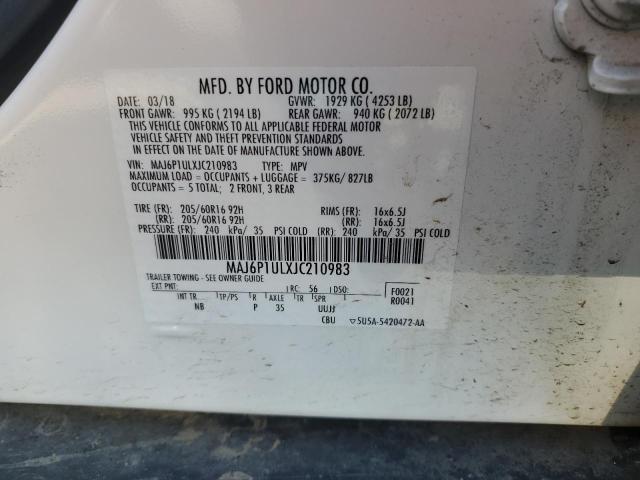 MFD. BY FORD MOTOR CO.
DATE: 03/18 GVWR: 1929 KG ( 4253 LB)
FRONT GAWR: 995 KG ( 2194 LB) REAR GAWR: 940 KG ( 2072 LB)
THIS VEHICLE CONFORMS TO ALL APPLICABLE FEDERAL MOTOR
VEHICLE SAFETY AND THEFT PREVENTION STANDARDS
IN EFFECT ON THE DATE OF MANUFACTURE SHOWN ABOVE.
VIN: MAJ6P1ULXJC210983 TYPE: MPV
MAXIMUM LOAD = OCCUPANTS + LUGGAGE = 375KG/ 827LB
OCCUPANTS = 5 TOTAL; 2 FRONT, 3 REAR
TIRE (FR): 205/60R16 92H RIMS (FR): 16x6.5J
(RR): 205/60R16 92H (RR): 16x6.5J
PRESSURE (FR): 240 kPa/ 35 PSI COLD (RR): 240 kPa/ 35 PSI COLD
MAJ6P1ULXJC210983
TRAILER TOWING - SEE OWNER GUIDE
EXT PNT: RC: 56 DSO: F0021
INT TR TP/PS R AXLE TR SPR R0041
NB P 35 UUJJ
CBU 5U5A-5420472-AA